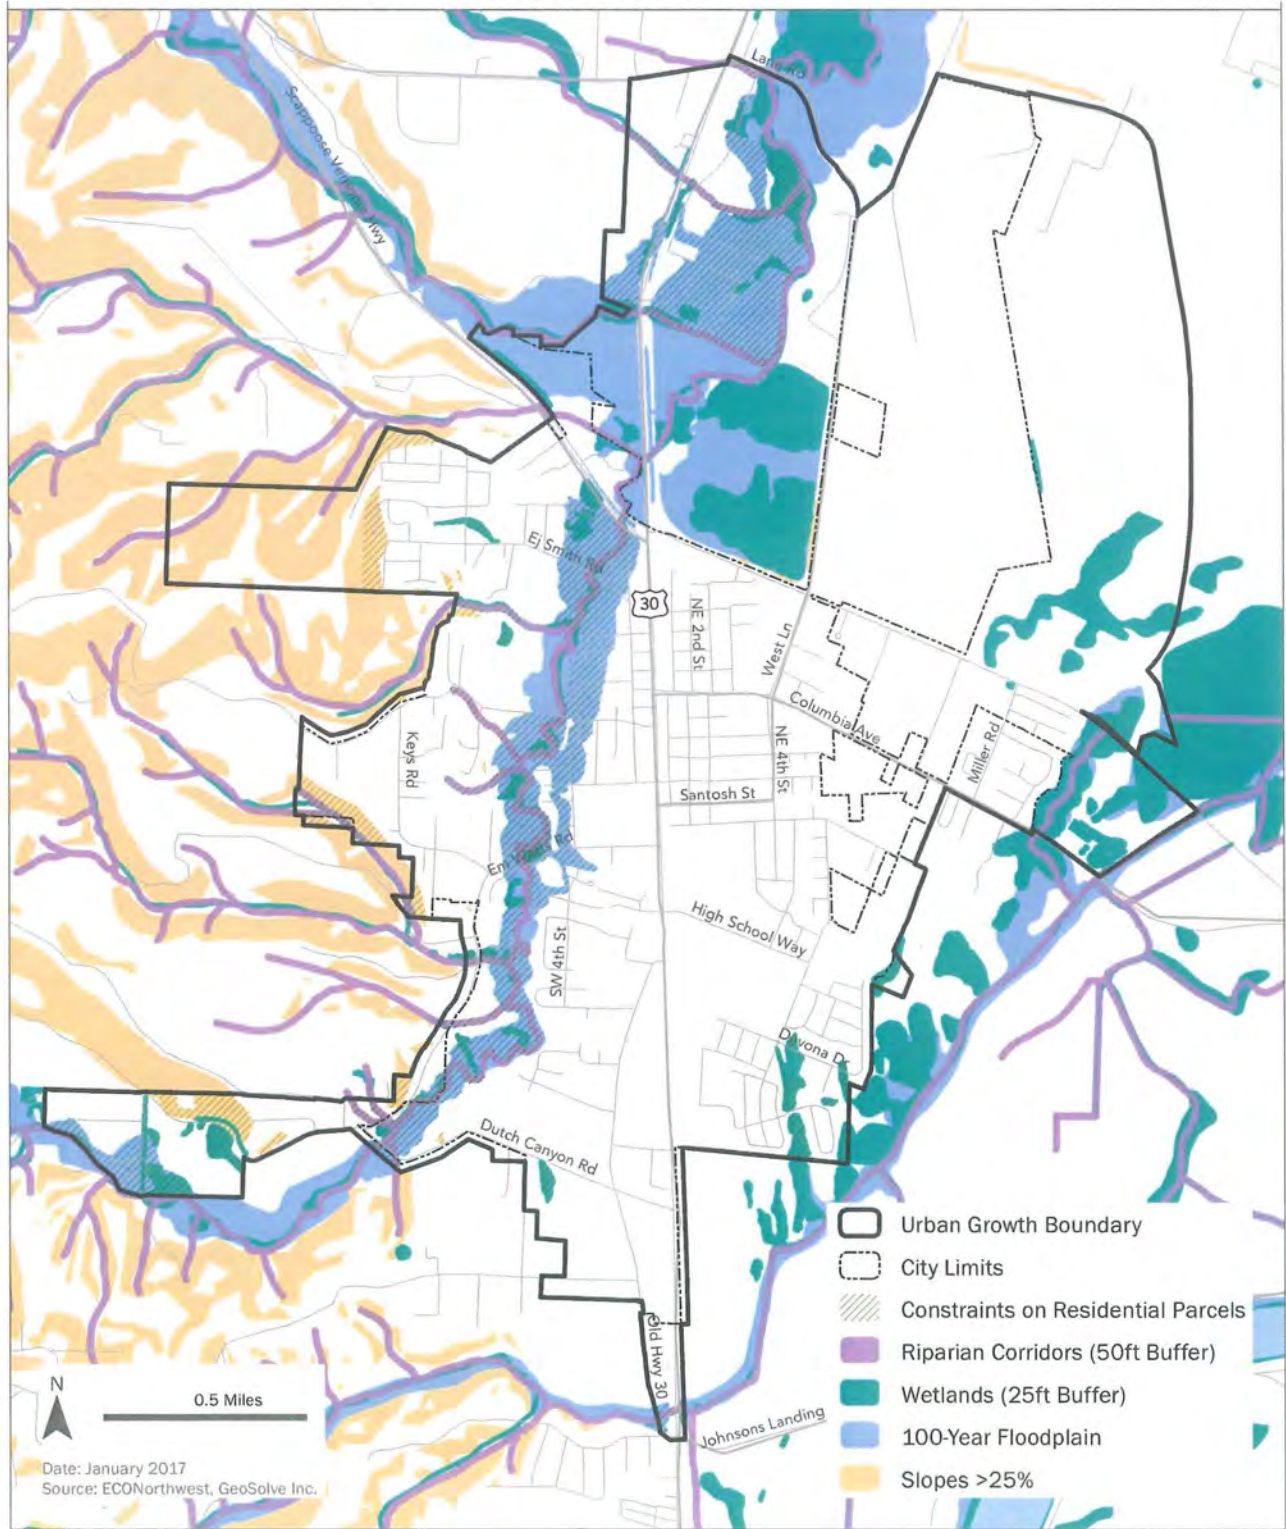 Lane Rd
Scappoose Vernonia Hwy
Ej Smith Rd
30
NE 2nd St
West Ln
Columbia Ave
Keys Rd
NE 4th St
Miller Rd
Santosh St
Em Watts Rd
High School Way
SW 4th St
Davona Dr
Dutch Canyon Rd
Old Hwy 30
Johnsons Landing
Urban Growth Boundary
City Limits
Constraints on Residential Parcels
Riparian Corridors (50ft Buffer)
Wetlands (25ft Buffer)
100-Year Floodplain
Slopes >25%
N
0.5 Miles
Date: January 2017
Source: ECONorthwest, GeoSolve Inc.